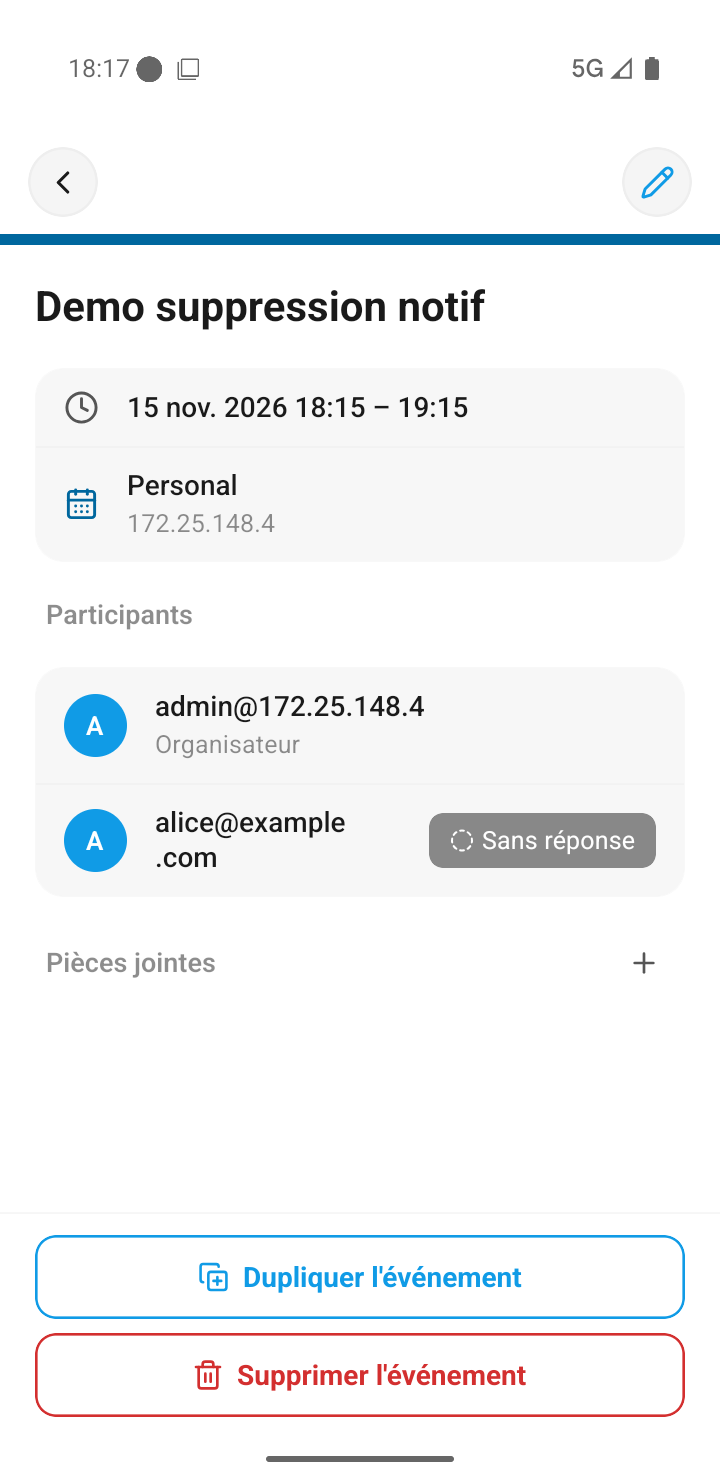 18:17
5G
Demo suppression notif
15 nov. 2026 18:15 – 19:15
Personal
172.25.148.4
Participants
A
admin@172.25.148.4
Organisateur
A
alice@example
.com
Sans réponse
Pièces jointes
Dupliquer l'événement
Supprimer l'événement